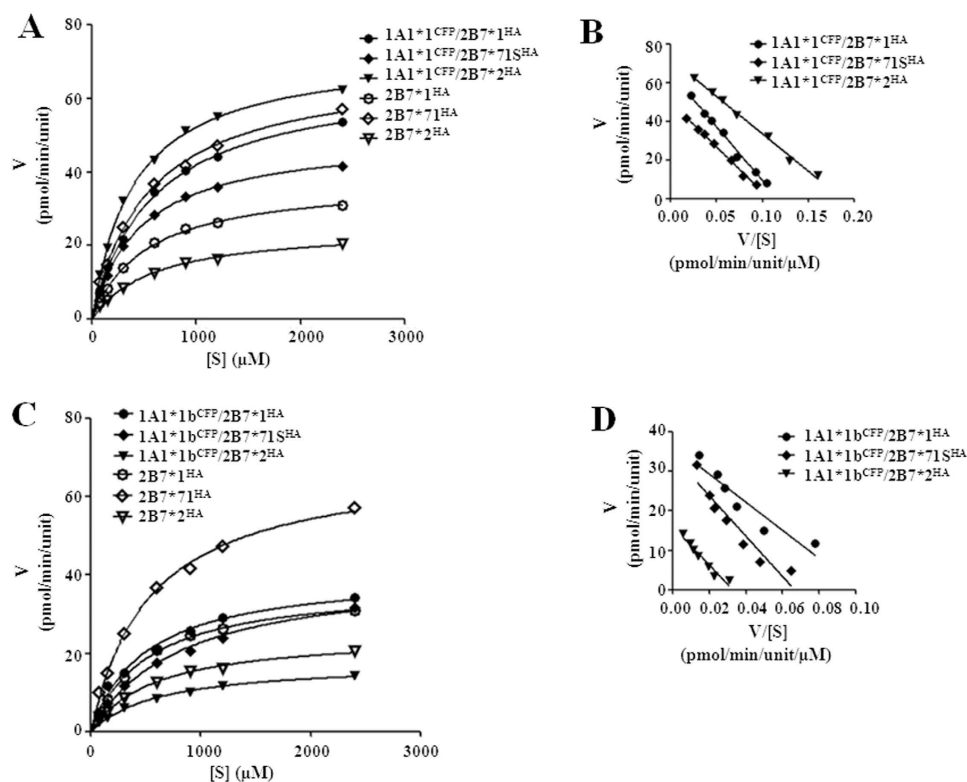 A
80
60
40
20
0
V
(pmol/min/unit)
0
1000
2000
3000
[S] (µM)
1A1*1CFP/2B7*1HA
1A1*1CFP/2B7*71SHA
1A1*1CFP/2B7*2HA
2B7*1HA
2B7*71HA
2B7*2HA
B
80
60
40
20
0
V
(pmol/min/unit)
0.00
0.05
0.10
0.15
0.20
V/[S]
(pmol/min/unit/µM)
1A1*1CFP/2B7*1HA
1A1*1CFP/2B7*71SHA
1A1*1CFP/2B7*2HA
C
80
60
40
20
0
V
(pmol/min/unit)
0
1000
2000
3000
[S] (µM)
1A1*1bCFP/2B7*1HA
1A1*1bCFP/2B7*71SHA
1A1*1bCFP/2B7*2HA
2B7*1HA
2B7*71HA
2B7*2HA
D
40
30
20
10
0
V
(pmol/min/unit)
0.00
0.02
0.04
0.06
0.08
0.10
V/[S]
(pmol/min/unit/µM)
1A1*1bCFP/2B7*1HA
1A1*1bCFP/2B7*71SHA
1A1*1bCFP/2B7*2HA